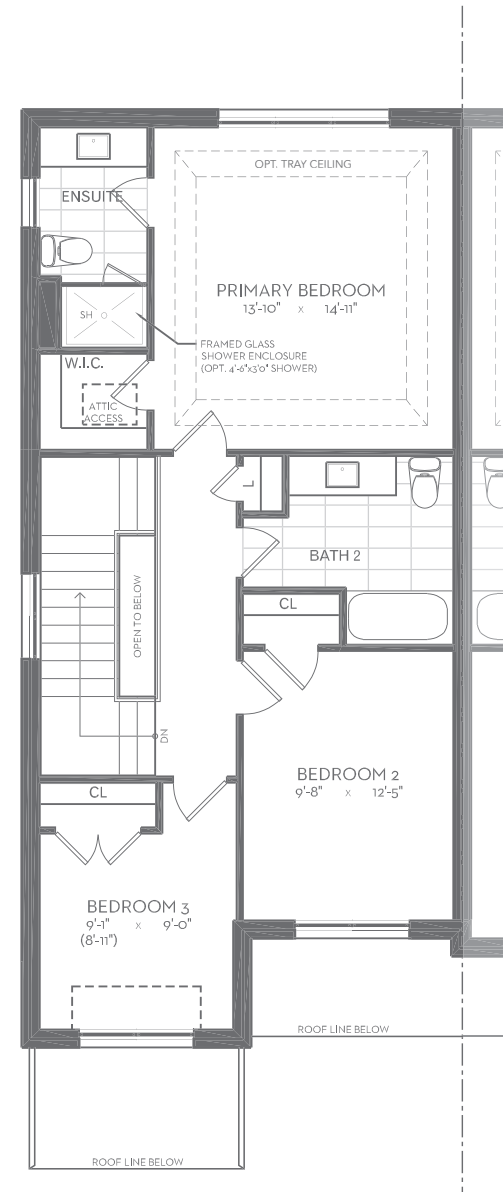 OPT. TRAY CEILING
ENSUITE
PRIMARY BEDROOM
13'-10" x 14'-11"
SH
FRAMED GLASS
SHOWER ENCLOSURE
(OPT. 4'-6"x3'0" SHOWER)
W.I.C.
ATTIC
ACCESS
L
BATH 2
OPEN TO BELOW
CL
DN
BEDROOM 2
9'-8" x 12'-5"
CL
BEDROOM 3
9'-1" x 9'-0"
(8'-11")
ROOF LINE BELOW
ROOF LINE BELOW